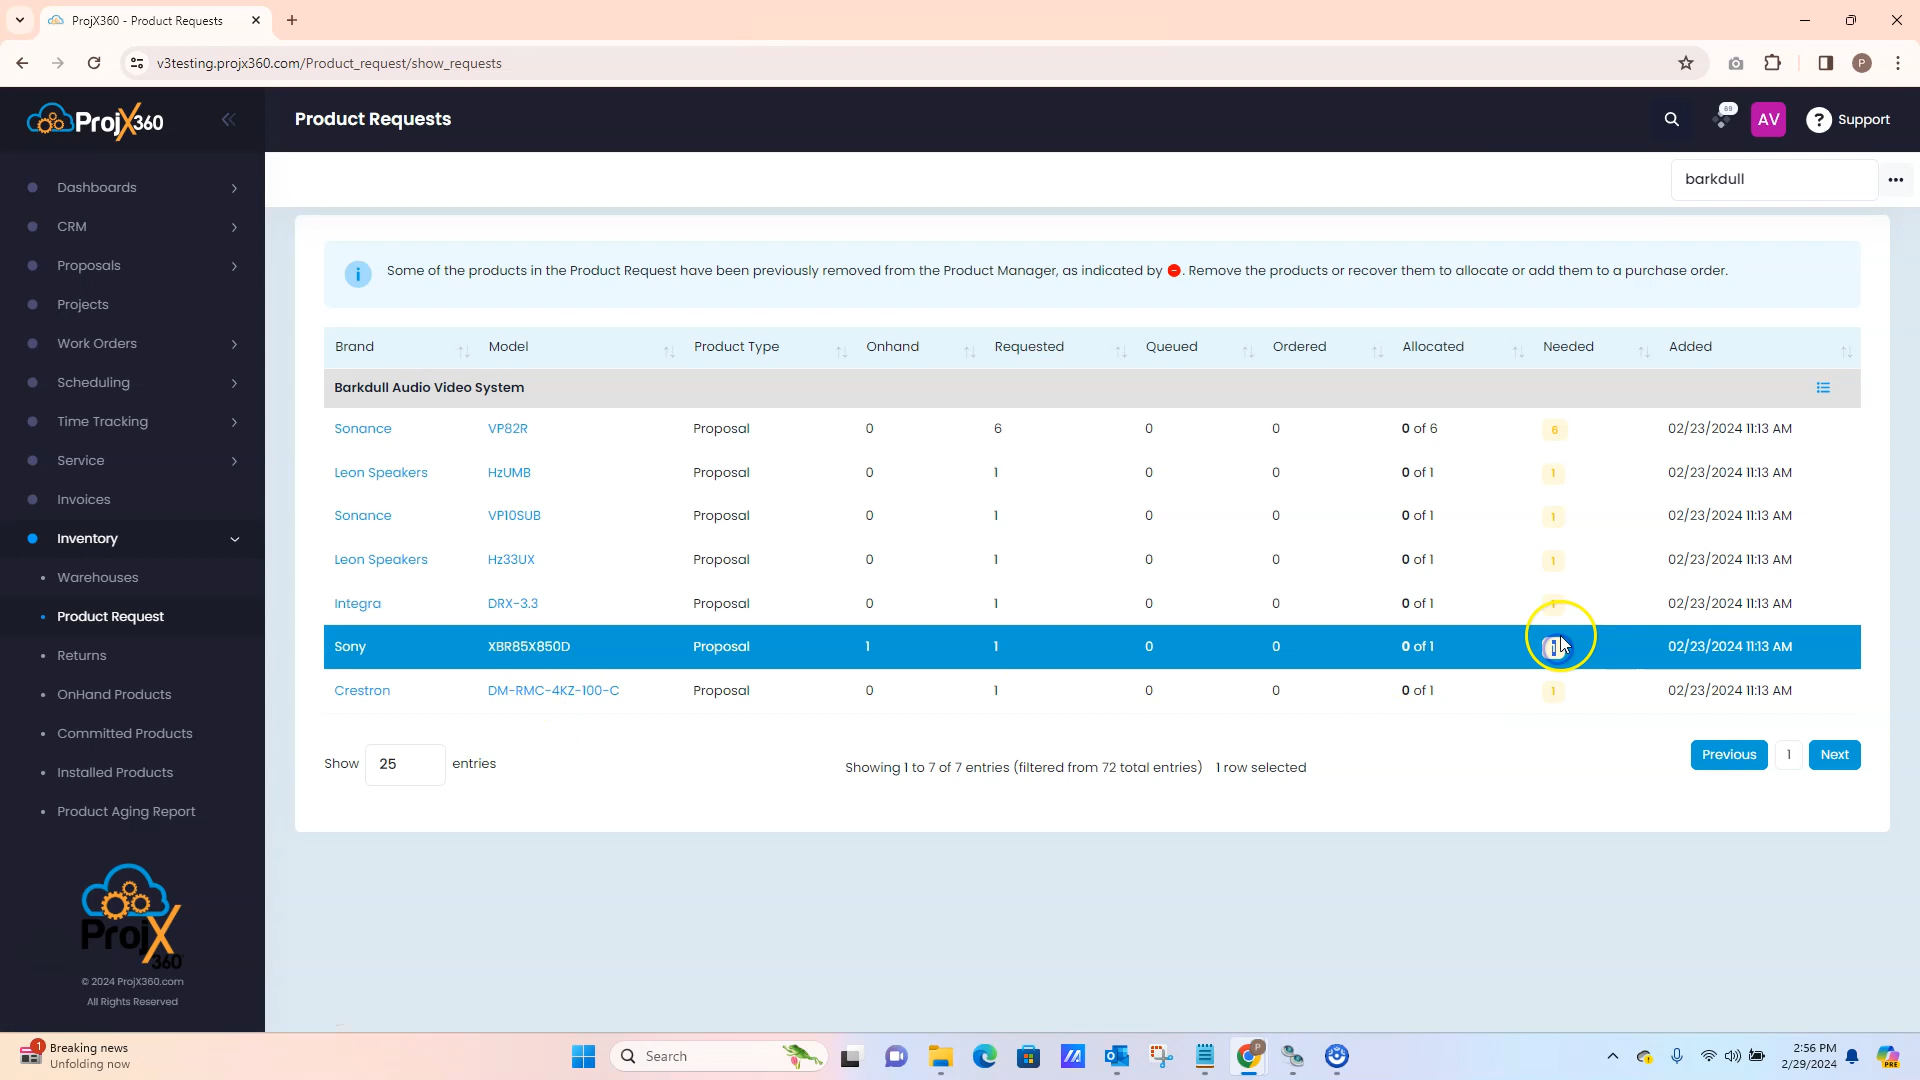 ProjX360 - Product Requests
v3testing.projx360.com/Product_request/show_requests
P
ProjX360
Product Requests
69
AV
? Support
barkdull
Dashboards
CRM
Proposals
Projects
Work Orders
Scheduling
Time Tracking
Service
Invoices
Inventory
Warehouses
Product Request
Returns
OnHand Products
Committed Products
Installed Products
Product Aging Report
ProjX
360
© 2024 ProjX360.com
All Rights Reserved
Some of the products in the Product Request have been previously removed from the Product Manager, as indicated by . Remove the products or recover them to allocate or add them to a purchase order.
Brand Model Product Type Onhand Requested Queued Ordered Allocated Needed Added
Barkdull Audio Video System
Sonance VP82R Proposal 0 6 0 0 0 of 6 6 02/23/2024 11:13 AM
Leon Speakers HzUMB Proposal 0 1 0 0 0 of 1 1 02/23/2024 11:13 AM
Sonance VP10SUB Proposal 0 1 0 0 0 of 1 1 02/23/2024 11:13 AM
Leon Speakers Hz33UX Proposal 0 1 0 0 0 of 1 1 02/23/2024 11:13 AM
Integra DRX-3.3 Proposal 0 1 0 0 0 of 1 1 02/23/2024 11:13 AM
Sony XBR85X850D Proposal 1 1 0 0 0 of 1 02/23/2024 11:13 AM
Crestron DM-RMC-4KZ-100-C Proposal 0 1 0 0 0 of 1 1 02/23/2024 11:13 AM
Show 25 entries
Showing 1 to 7 of 7 entries (filtered from 72 total entries) 1 row selected
Previous 1 Next
1
Breaking news
Unfolding now
Search
P
2:56 PM
2/29/2024
PRE